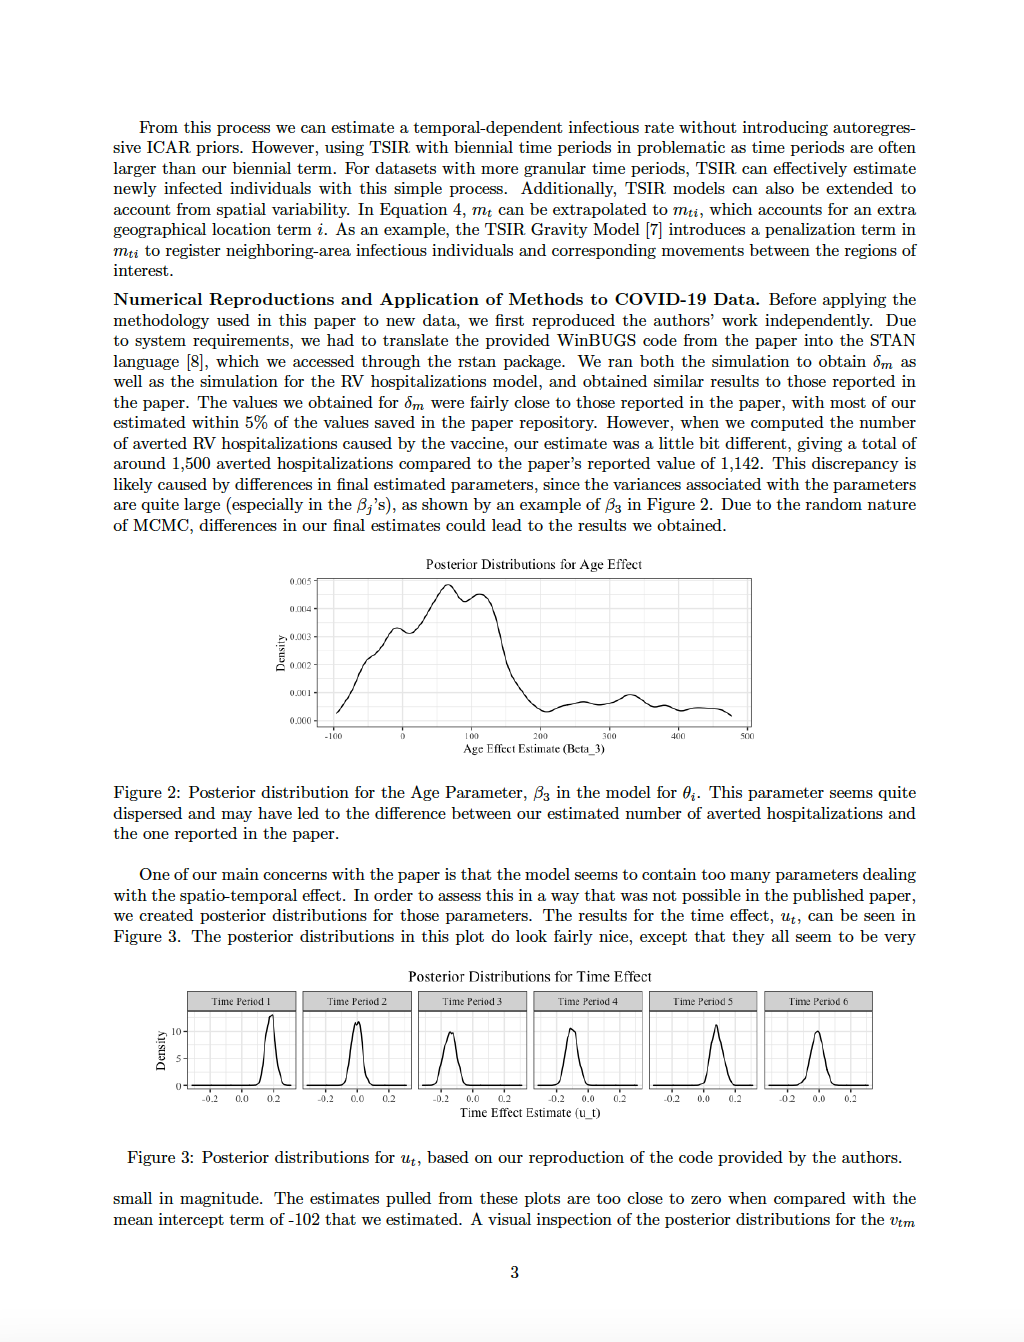 From this process we can estimate a temporal-dependent infectious rate without introducing autoregres-
sive ICAR priors. However, using TSIR with biennial time periods in problematic as time periods are often
larger than our biennial term. For datasets with more granular time periods, TSIR can effectively estimate
newly infected individuals with this simple process. Additionally, TSIR models can also be extended to
account from spatial variability. In Equation 4, m_t can be extrapolated to m_{ti}, which accounts for an extra
geographical location term i. As an example, the TSIR Gravity Model [7] introduces a penalization term in
m_{ti} to register neighboring-area infectious individuals and corresponding movements between the regions of
interest.
Numerical Reproductions and Application of Methods to COVID-19 Data. Before applying the
methodology used in this paper to new data, we first reproduced the authors' work independently. Due
to system requirements, we had to translate the provided WinBUGS code from the paper into the STAN
language [8], which we accessed through the rstan package. We ran both the simulation to obtain δ_m as
well as the simulation for the RV hospitalizations model, and obtained similar results to those reported in
the paper. The values we obtained for δ_m were fairly close to those reported in the paper, with most of our
estimated within 5% of the values saved in the paper repository. However, when we computed the number
of averted RV hospitalizations caused by the vaccine, our estimate was a little bit different, giving a total of
around 1,500 averted hospitalizations compared to the paper's reported value of 1,142. This discrepancy is
likely caused by differences in final estimated parameters, since the variances associated with the parameters
are quite large (especially in the β_j's), as shown by an example of β_3 in Figure 2. Due to the random nature
of MCMC, differences in our final estimates could lead to the results we obtained.
Posterior Distributions for Age Effect
0.005
0.004
0.003
0.002
0.001
0.000
Density
-100 0 100 200 300 400 500
Age Effect Estimate (Beta_3)
Figure 2: Posterior distribution for the Age Parameter, β_3 in the model for θ_i. This parameter seems quite
dispersed and may have led to the difference between our estimated number of averted hospitalizations and
the one reported in the paper.
One of our main concerns with the paper is that the model seems to contain too many parameters dealing
with the spatio-temporal effect. In order to assess this in a way that was not possible in the published paper,
we created posterior distributions for those parameters. The results for the time effect, u_t, can be seen in
Figure 3. The posterior distributions in this plot do look fairly nice, except that they all seem to be very
Posterior Distributions for Time Effect
Time Period 1 Time Period 2 Time Period 3 Time Period 4 Time Period 5 Time Period 6
10
5
0
Density
-0.2 0.0 0.2 -0.2 0.0 0.2 -0.2 0.0 0.2 -0.2 0.0 0.2 -0.2 0.0 0.2 -0.2 0.0 0.2
Time Effect Estimate (u_t)
Figure 3: Posterior distributions for u_t, based on our reproduction of the code provided by the authors.
small in magnitude. The estimates pulled from these plots are too close to zero when compared with the
mean intercept term of -102 that we estimated. A visual inspection of the posterior distributions for the v_{tm}
3